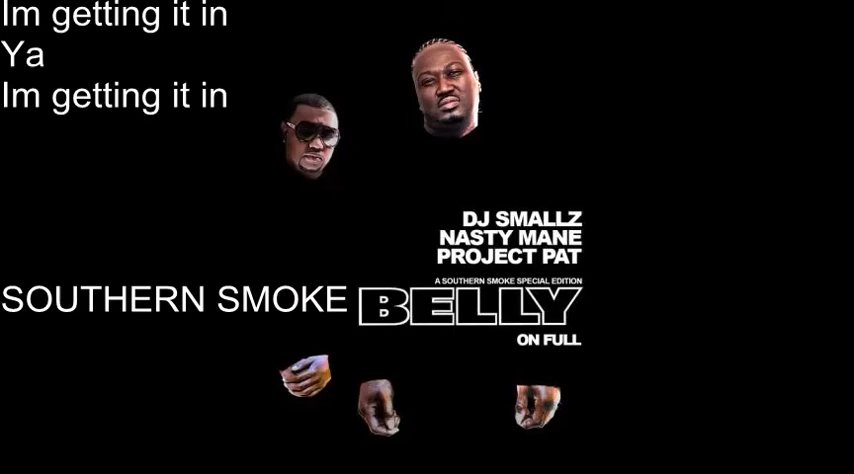 Im getting it in
Ya
Im getting it in
DJ SMALLZ
NASTY MANE
PROJECT PAT
A SOUTHERN SMOKE SPECIAL EDITION
SOUTHERN SMOKE
BELLY
ON FULL